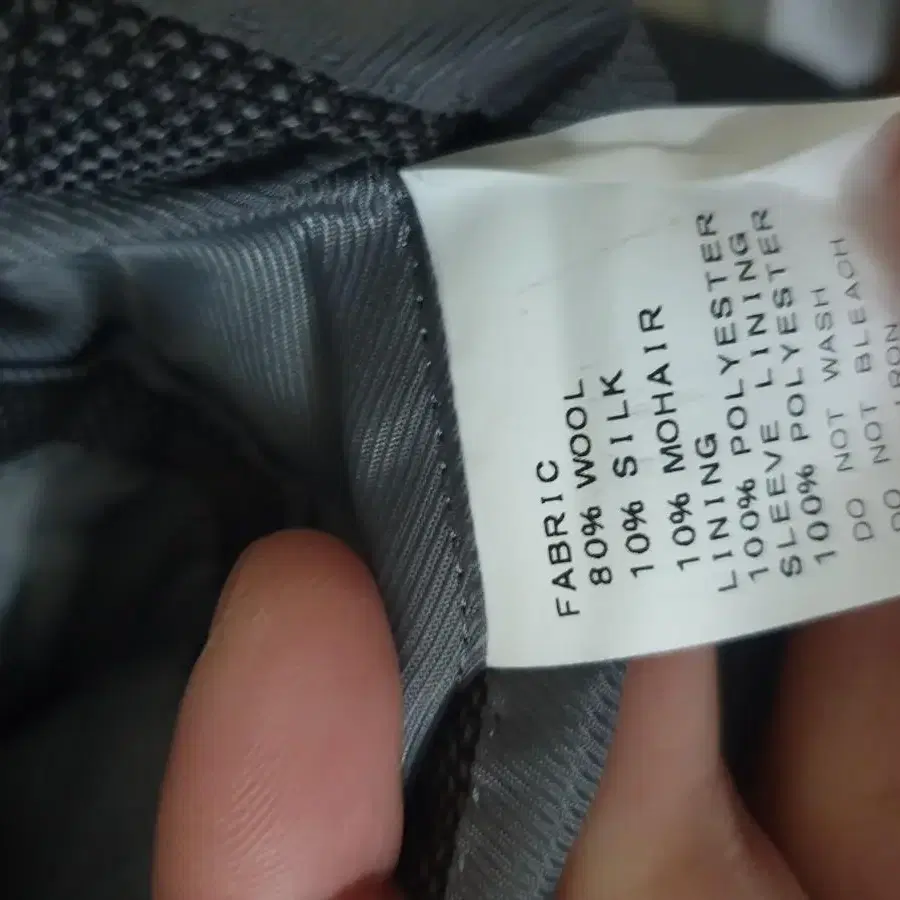 FABRIC
80% WOOL
10% SILK
10% MOHAIR
LINING
100% POLYESTER
SLEEVE LINING
100% POLYESTER
DO NOT WASH
DO NOT BLEACH